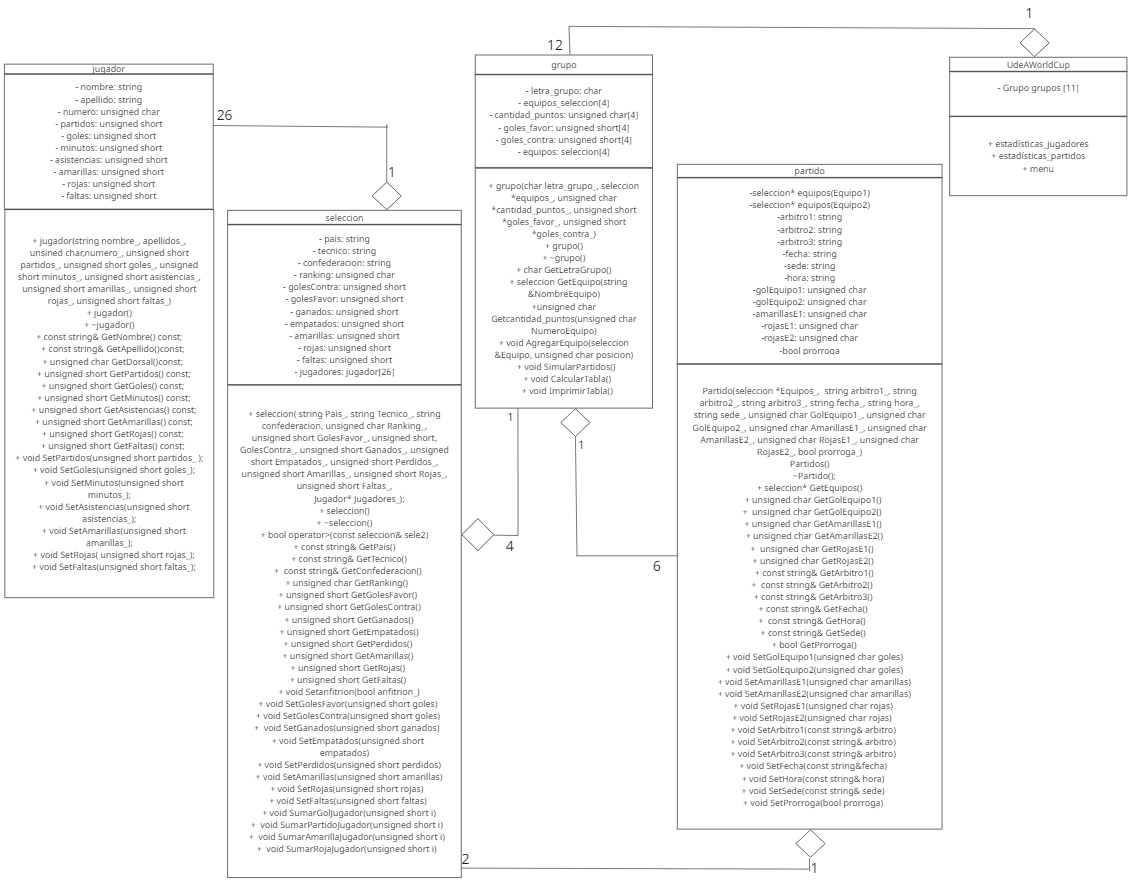 jugador
- nombre: string
- apellido: string
- numero: unsigned char
- partidos: unsigned short
- goles: unsigned short
- minutos: unsigned short
- asistencias: unsigned short
- amarillas: unsigned short
- rojas: unsigned short
- faltas: unsigned short
+ jugador(string nombre_, apellidos_,
unsined char,numero_, unsigned short
partidos_, unsigned short goles_, unsigned
short minutos_, unsigned short asistencias_,
unsigned short amarillas_, unsigned short
rojas_, unsigned short faltas_)
+ jugador()
+ ~jugador()
+ const string& GetNombre() const;
+ const string& GetApellido()const;
+ unsigned char GetDorsal()const;
+ unsigned short GetPartidos() const;
+ unsigned short GetGoles() const;
+ unsigned short GetMinutos() const;
+ unsigned short GetAsistencias() const;
+ unsigned short GetAmarillas() const;
+ unsigned short GetRojas() const;
+ unsigned short GetFaltas() const;
+ void SetPartidos(unsigned short partidos_ );
+ void SetGoles(unsigned short goles_);
+ void SetMinutos(unsigned short
minutos_);
+ void SetAsistencias(unsigned short
asistencias_);
+ void SetAmarillas(unsigned short
amarillas_);
+ void SetRojas( unsigned short rojas_);
+ void SetFaltas(unsigned short faltas_);
26
1
seleccion
- pais: string
- tecnico: string
- confederacion: string
- ranking: unsigned char
- golesContra: unsigned short
- golesFavor: unsigned short
- ganados: unsigned short
- empatados: unsigned short
- amarillas: unsigned short
- rojas: unsigned short
- faltas: unsigned short
- jugadores: jugador[26]
+ seleccion( string Pais_, string Tecnico_, string
confederacion, unsigned char Ranking_,
unsigned short GolesFavor_, unsigned short,
GolesContra_, unsigned short Ganados_, unsigned
short Empatados_, unsigned short Perdidos_,
unsigned short Amarillas_, unsigned short Rojas_,
unsigned short Faltas_,
Jugador* Jugadores_);
+ seleccion()
+ ~seleccion()
+ bool operator>(const seleccion& sele2)
+ const string& GetPais()
+ const string& GetTecnico()
+ const string& GetConfederacion()
+ unsigned char GetRanking()
+ unsigned short GetGolesFavor()
+ unsigned short GetGolesContra()
+ unsigned short GetGanados()
+ unsigned short GetEmpatados()
+ unsigned short GetPerdidos()
+ unsigned short GetAmarillas()
+ unsigned short GetRojas()
+ unsigned short GetFaltas()
+ void Setanfitrion(bool anfitrion_)
+ void SetGolesFavor(unsigned short goles)
+ void SetGolesContra(unsigned short goles)
+ void SetGanados(unsigned short ganados)
+ void SetEmpatados(unsigned short
empatados)
+ void SetPerdidos(unsigned short perdidos)
+ void SetAmarillas(unsigned short amarillas)
+ void SetRojas(unsigned short rojas)
+ void SetFaltas(unsigned short faltas)
+ void SumarGolJugador(unsigned short i)
+ void SumarPartidoJugador(unsigned short i)
+ void SumarAmarillaJugador(unsigned short i)
+ void SumarRojaJugador(unsigned short i)
12
grupo
- letra_grupo: char
- equipos_seleccion[4]
- cantidad_puntos: unsigned char[4]
- goles_favor: unsigned short[4]
- goles_contra: unsigned short[4]
- equipos: seleccion[4]
+ grupo(char letra_grupo_, seleccion
*equipos_, unsigned char
*cantidad_puntos_, unsigned short
*goles_favor_, unsigned short
*goles_contra_)
+ grupo()
+ ~grupo()
+ char GetLetraGrupo()
+ seleccion GetEquipo(string
&NombreEquipo)
+unsigned char
Getcantidad_puntos(unsigned char
NumeroEquipo)
+ void AgregarEquipo(seleccion
&Equipo, unsigned char posicion)
+ void SimularPartidos()
+ void CalcularTabla()
+ void ImprimirTabla()
1
1
4
6
partido
-seleccion* equipos(Equipo1)
-seleccion* equipos(Equipo2)
-arbitro1: string
-arbitro2: string
-arbitro3: string
-fecha: string
-sede: string
-hora: string
-golEquipo1: unsigned char
-golEquipo2: unsigned char
-amarillasE1: unsigned char
-rojasE1: unsigned char
-rojasE2: unsigned char
-bool prorroga
Partido(seleccion *Equipos_, string arbitro1_, string
arbitro2_, string arbitro3_, string fecha_, string hora_,
string sede_, unsigned char GolEquipo1_, unsigned char
GolEquipo2_, unsigned char AmarillasE1_, unsigned char
AmarillasE2_, unsigned char RojasE1_, unsigned char
RojasE2_, bool prorroga_)
Partidos()
~Partido();
+ seleccion* GetEquipos()
+ unsigned char GetGolEquipo1()
+ unsigned char GetGolEquipo2()
+ unsigned char GetAmarillasE1()
+ unsigned char GetAmarillasE2()
+ unsigned char GetRojasE1()
+ unsigned char GetRojasE2()
+ const string& GetArbitro1()
+ const string& GetArbitro2()
+ const string& GetArbitro3()
+ const string& GetFecha()
+ const string& GetHora()
+ const string& GetSede()
+ bool GetProrroga()
+ void SetGolEquipo1(unsigned char goles)
+ void SetGolEquipo2(unsigned char goles)
+ void SetAmarillasE1(unsigned char amarillas)
+ void SetAmarillasE2(unsigned char amarillas)
+ void SetRojasE1(unsigned char rojas)
+ void SetRojasE2(unsigned char rojas)
+ void SetArbitro1(const string& arbitro)
+ void SetArbitro2(const string& arbitro)
+ void SetArbitro3(const string& arbitro)
+ void SetFecha(const string&fecha)
+ void SetHora(const string& hora)
+ void SetSede(const string& sede)
+ void SetProrroga(bool prorroga)
2
1
1
UdeAWorldCup
- Grupo grupos [11]
+ estadísticas_jugadores
+ estadísticas_partidos
+ menu